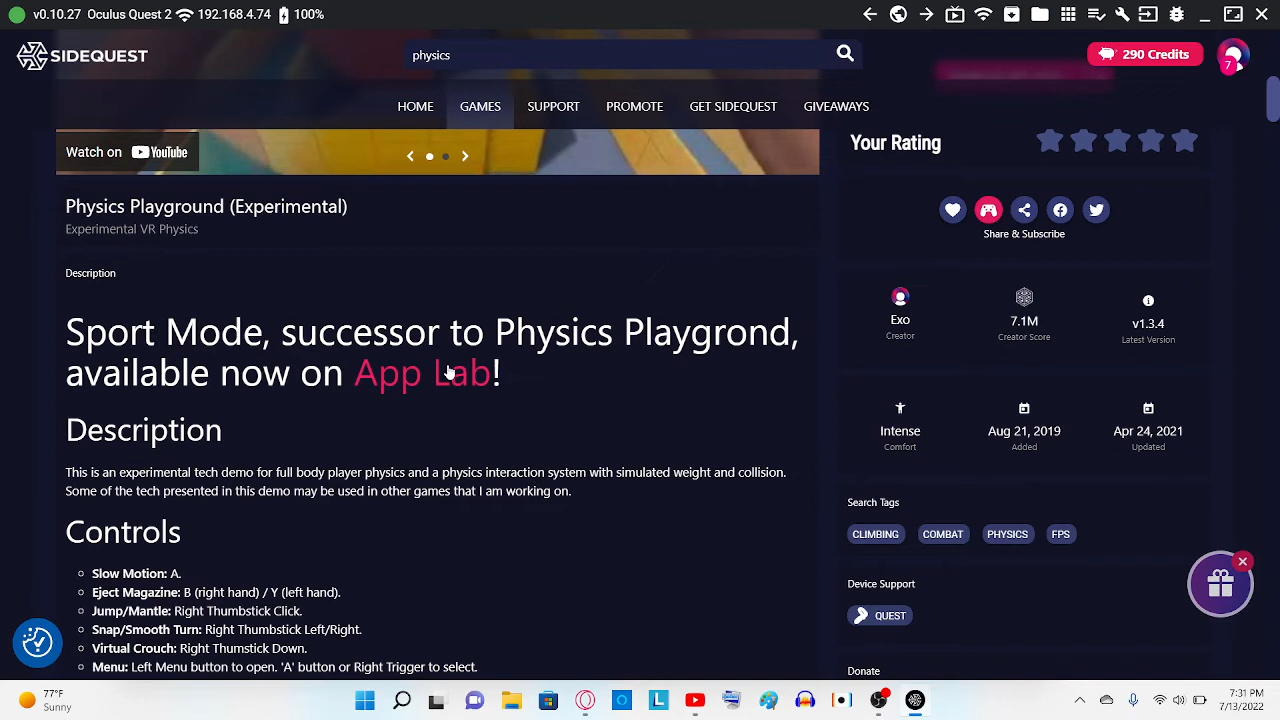 v0.10.27 Oculus Quest 2 192.168.4.74 100%
SIDEQUEST
physics
290 Credits
7
HOME
GAMES
SUPPORT
PROMOTE
GET SIDEQUEST
GIVEAWAYS
Watch on YouTube
Your Rating
Physics Playground (Experimental)
Experimental VR Physics
Share & Subscribe
Description
Sport Mode, successor to Physics Playgrond,
available now on App Lab!
Description
This is an experimental tech demo for full body player physics and a physics interaction system with simulated weight and collision.
Some of the tech presented in this demo may be used in other games that I am working on.
Controls
Slow Motion: A.
Eject Magazine: B (right hand) / Y (left hand).
Jump/Mantle: Right Thumbstick Click.
Snap/Smooth Turn: Right Thumbstick Left/Right.
Virtual Crouch: Right Thumstick Down.
Menu: Left Menu button to open. 'A' button or Right Trigger to select.
Exo
Creator
7.1M
Creator Score
v1.3.4
Latest Version
Intense
Comfort
Aug 21, 2019
Added
Apr 24, 2021
Updated
Search Tags
CLIMBING
COMBAT
PHYSICS
FPS
Device Support
QUEST
Donate
77°F
Sunny
7:31 PM
7/13/2022